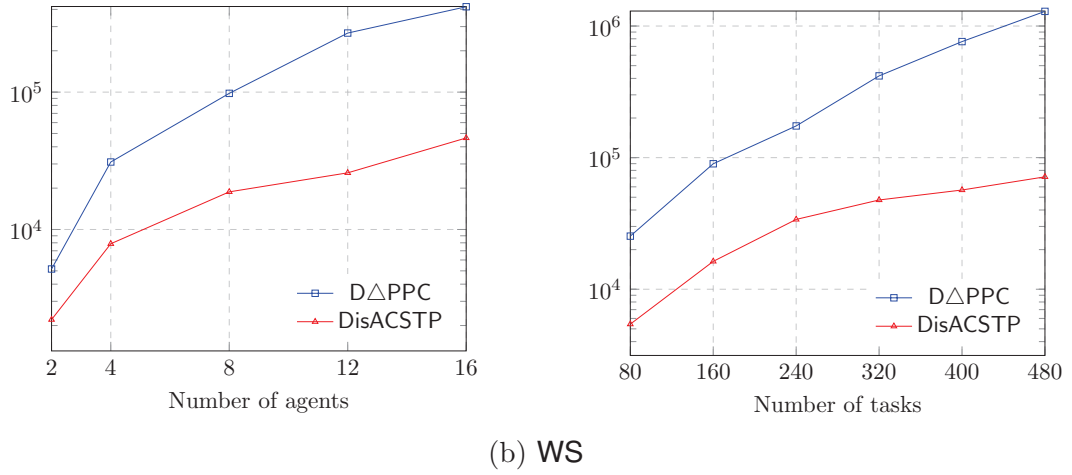 10^5
10^4
2 4 8 12 16
Number of agents
D△PPC
DisACSTP
10^6
10^5
10^4
80 160 240 320 400 480
Number of tasks
D△PPC
DisACSTP
(b) WS